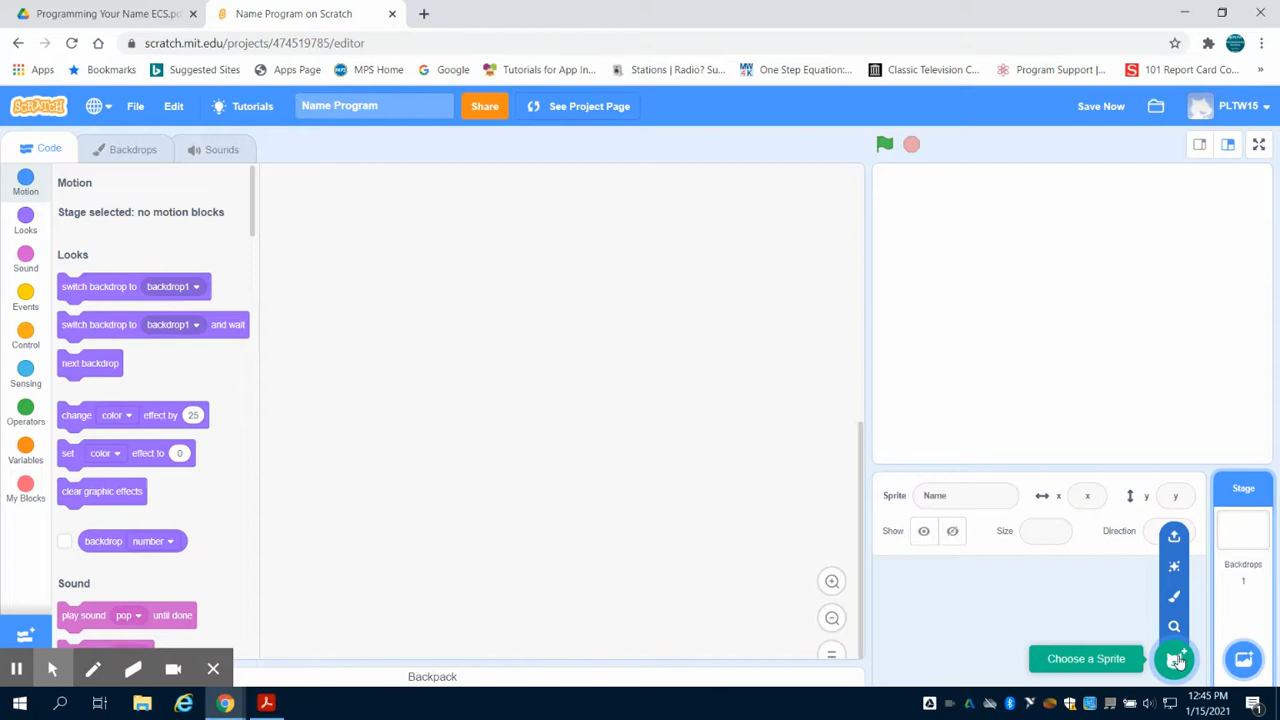 Programming Your Name ECS.pd
Name Program on Scratch
scratch.mit.edu/projects/474519785/editor
Apps
Bookmarks
Suggested Sites
Apps Page
MPS Home
Google
Tutorials for App In...
Stations | Radio? Su...
One Step Equation:...
Classic Television C...
Program Support |...
101 Report Card Co...
SCRATCH
File
Edit
Tutorials
Name Program
Share
See Project Page
Save Now
PLTW15
Code
Backdrops
Sounds
Motion
Looks
Sound
Events
Control
Sensing
Operators
Variables
My Blocks
Motion
Stage selected: no motion blocks
Looks
switch backdrop to backdrop1
switch backdrop to backdrop1 and wait
next backdrop
change color effect by 25
set color effect to 0
clear graphic effects
backdrop number
Sound
play sound pop until done
Backpack
Sprite Name x x y y
Show Size Direction
Choose a Sprite
Stage
Backdrops
1
12:45 PM
1/15/2021
1